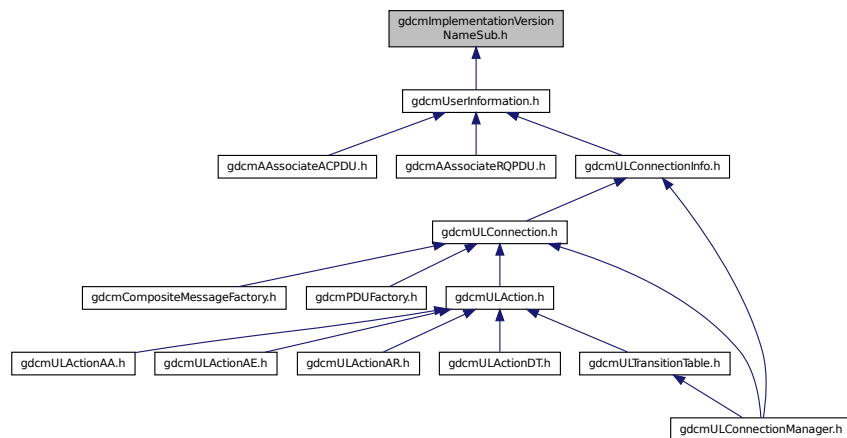 gdcmImplementationVersion
NameSub.h
gdcmUserInformation.h
gdcmAAssociateACPDU.h
gdcmAAssociateRQPDU.h
gdcmULConnectionInfo.h
gdcmULConnection.h
gdcmCompositeMessageFactory.h
gdcmPDUFactory.h
gdcmULAction.h
gdcmULActionAA.h
gdcmULActionAE.h
gdcmULActionAR.h
gdcmULActionDT.h
gdcmULTransitionTable.h
gdcmULConnectionManager.h